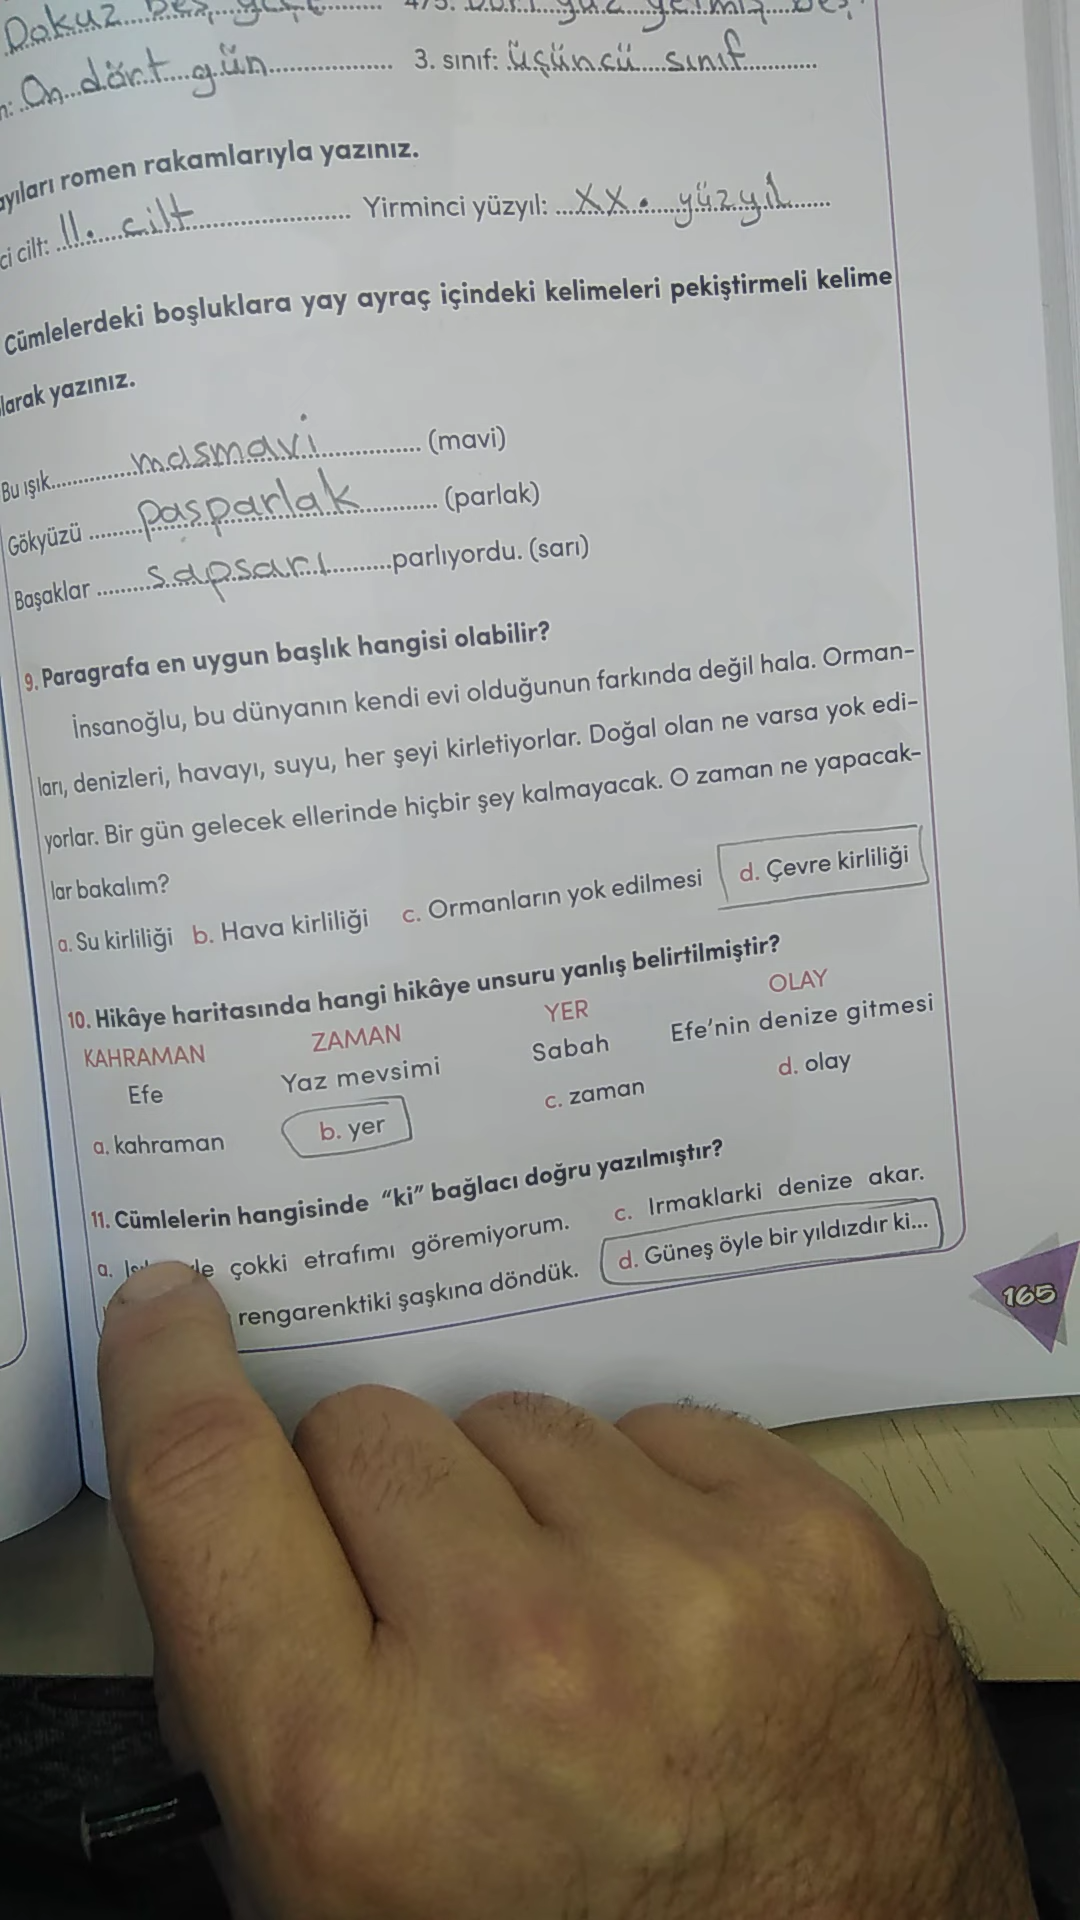 Dokuz beş geçe
On dört gün 3. sınıf: üçüncü sınıf
ayıları romen rakamlarıyla yazınız.
ci cilt: II. cilt Yirminci yüzyıl: XX. yüzyıl
Cümlelerdeki boşluklara yay ayraç içindeki kelimeleri pekiştirmeli kelime
larak yazınız.
Bu ışık masmavi (mavi)
Gökyüzü pasparlak (parlak)
Başaklar sapsarı parlıyordu. (sarı)
9. Paragrafa en uygun başlık hangisi olabilir?
İnsanoğlu, bu dünyanın kendi evi olduğunun farkında değil hala. Orman-
ları, denizleri, havayı, suyu, her şeyi kirletiyorlar. Doğal olan ne varsa yok edi-
yorlar. Bir gün gelecek ellerinde hiçbir şey kalmayacak. O zaman ne yapacak-
lar bakalım?
a. Su kirliliği b. Hava kirliliği c. Ormanların yok edilmesi d. Çevre kirliliği
10. Hikâye haritasında hangi hikâye unsuru yanlış belirtilmiştir?
KAHRAMAN ZAMAN YER OLAY
Efe Yaz mevsimi Sabah Efe'nin denize gitmesi
a. kahraman b. yer c. zaman d. olay
11. Cümlelerin hangisinde "ki" bağlacı doğru yazılmıştır?
a. çokki etrafımı göremiyorum. c. Irmaklarki denize akar.
rengarenktiki şaşkına döndük. d. Güneş öyle bir yıldızdır ki...
165